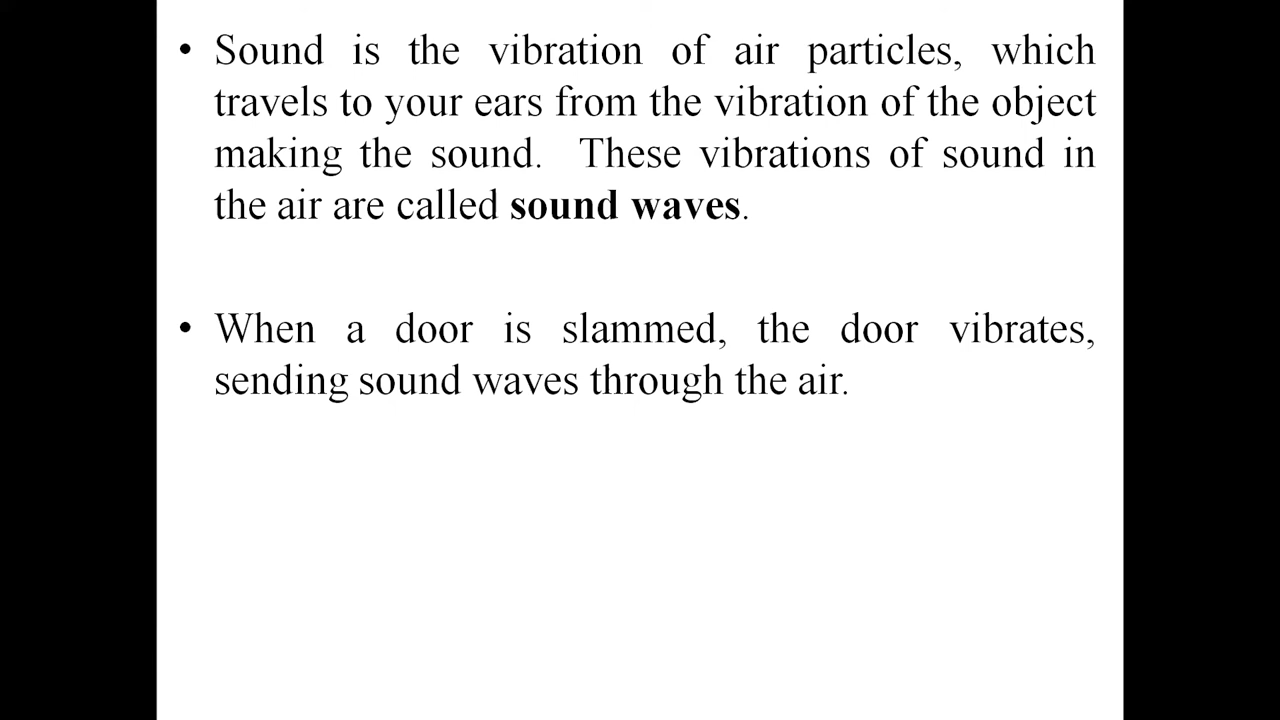 • Sound is the vibration of air particles, which
travels to your ears from the vibration of the object
making the sound.  These vibrations of sound in
the air are called sound waves.
• When a door is slammed, the door vibrates,
sending sound waves through the air.